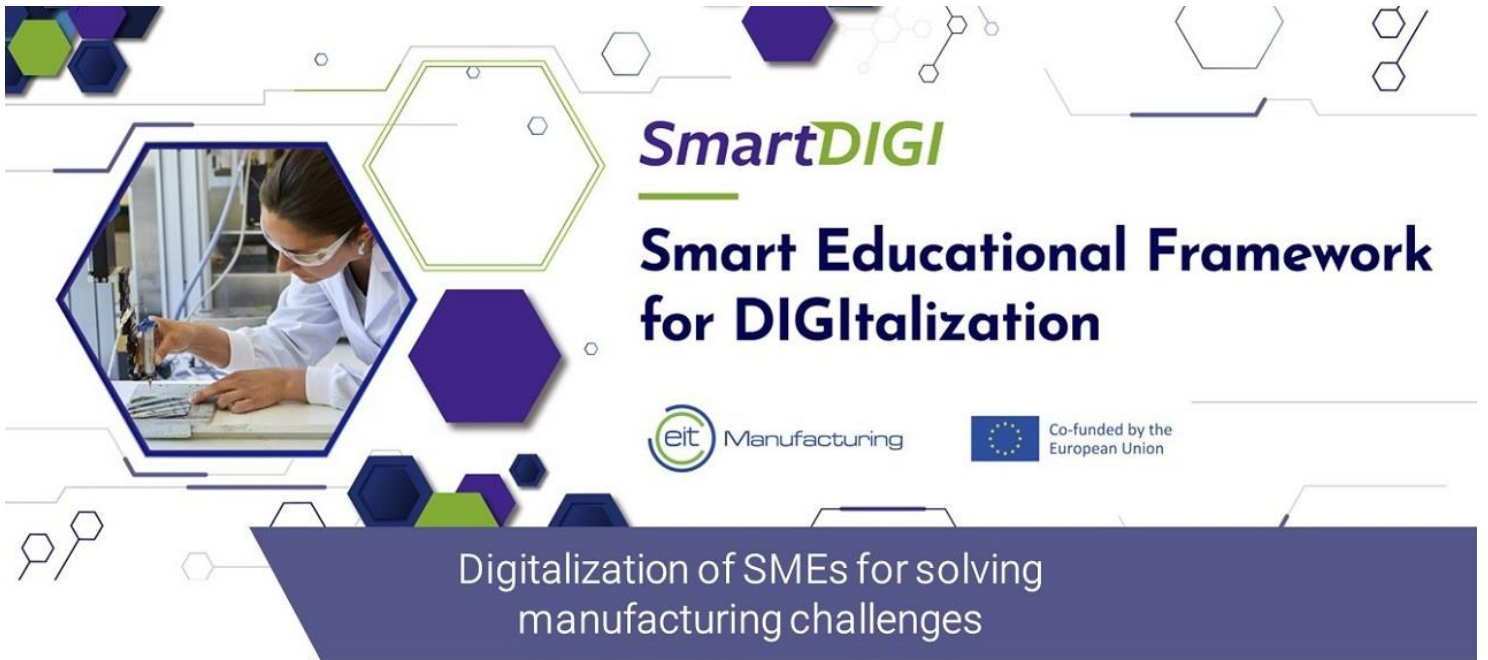 SmartDIGI
Smart Educational Framework
for DIGItalization
eit Manufacturing
Co-funded by the
European Union
Digitalization of SMEs for solving
manufacturing challenges